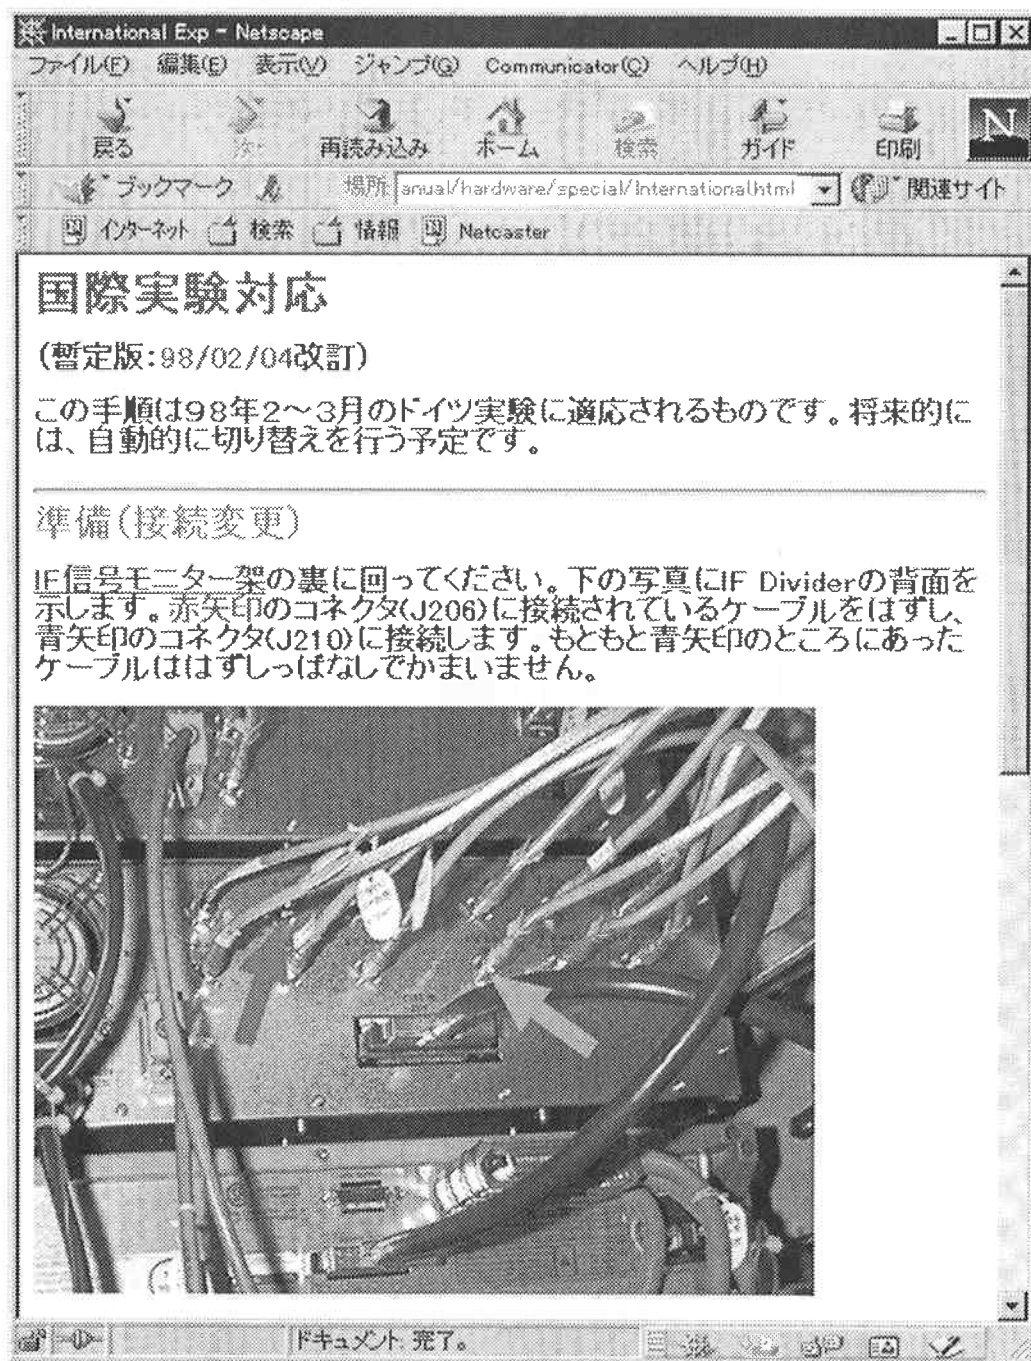 International Exp - Netscape
ファイル(F) 編集(E) 表示(V) ジャンプ(G) Communicator(C) ヘルプ(H)
戻る 次へ 再読み込み ホーム 検索 ガイド 印刷 N
ブックマーク 場所: anual/hardware/special/International.html 関連サイト
インターネット 検索 情報 Netcaster
国際実験対応
(暫定版:98/02/04改訂)
この手順は98年2～3月のドイツ実験に適応されるものです。将来的に
は、自動的に切り替えを行う予定です。
準備(接続変更)
IF信号モニター架の裏に回ってください。下の写真にIF Dividerの背面を
示します。赤矢印のコネクタ(J206)に接続されているケーブルをはずし、
青矢印のコネクタ(J210)に接続します。もともと青矢印のところにあった
ケーブルははずしっぱなしでかまいません。
ドキュメント: 完了。